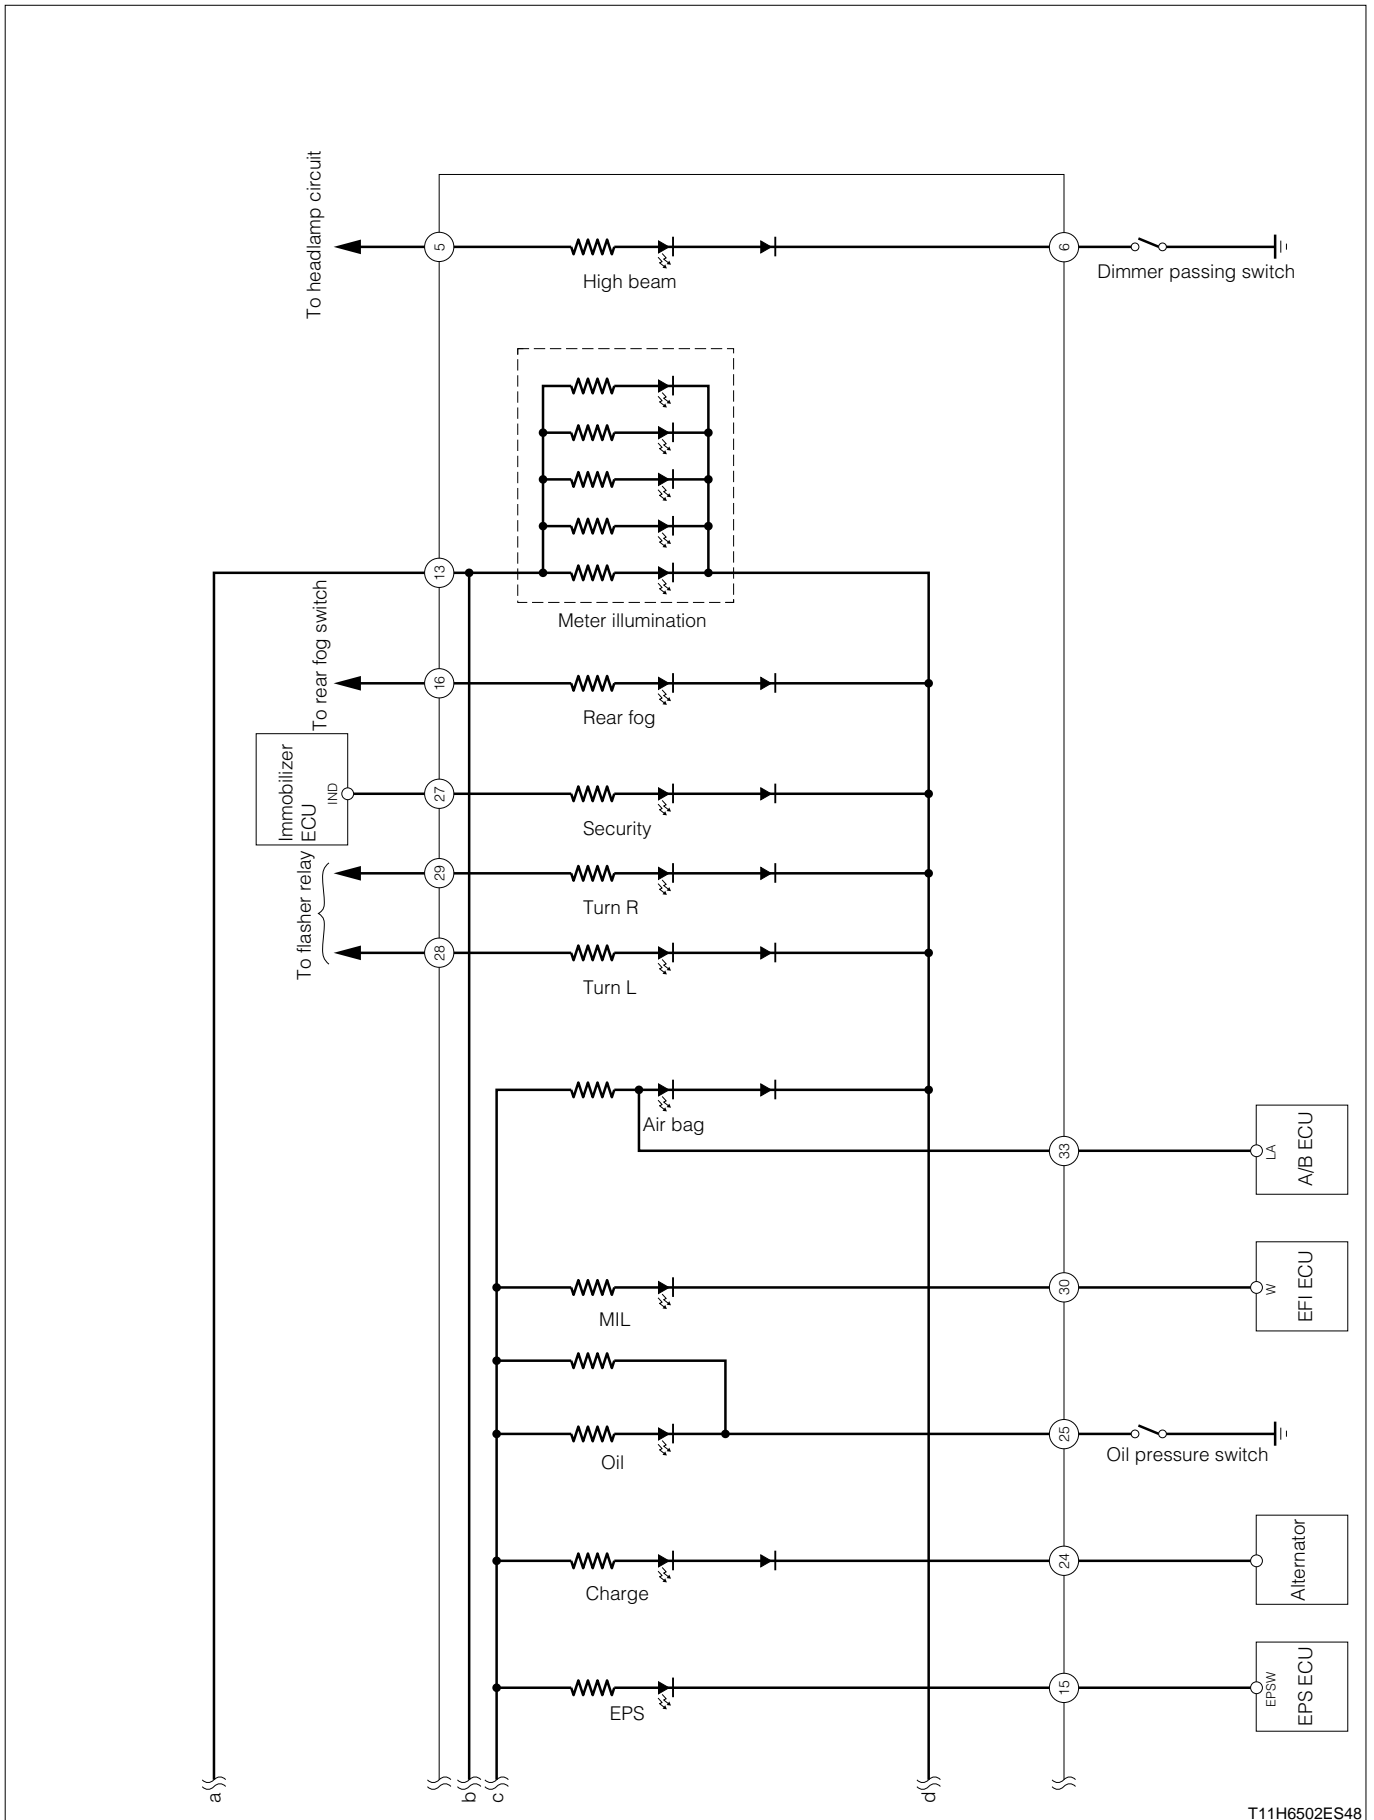 To headlamp circuit
5
High beam
6
Dimmer passing switch
13
Meter illumination
To rear fog switch
16
Rear fog
Immobilizer
ECU
IND
27
Security
To flasher relay
29
Turn R
28
Turn L
Air bag
33
LA
A/B ECU
MIL
30
W
EFI ECU
Oil
25
Oil pressure switch
Charge
24
Alternator
EPS
15
EPSW
EPS ECU
a
b
c
d
T11H6502ES48